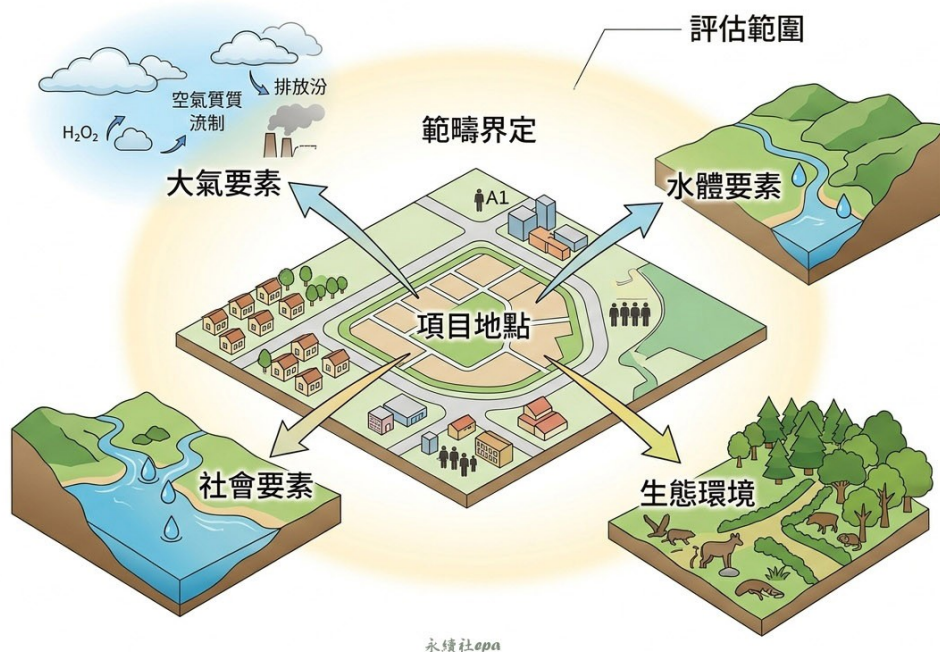 評估範圍
排放汾
空氣質質
流制
H₂O₂
範疇界定
大氣要素
水體要素
A1
項目地點
社會要素
生態環境
永續社epa